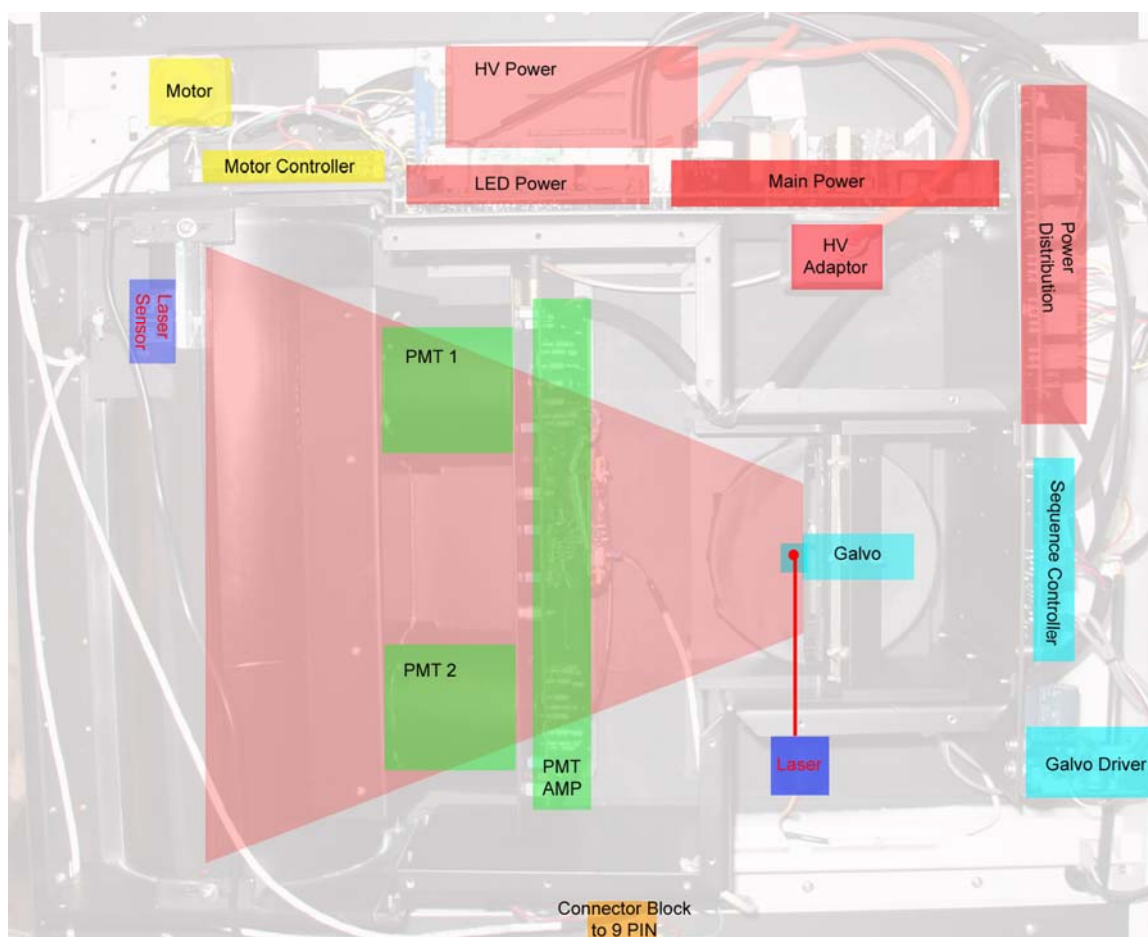 HV Power
Motor
Motor Controller
LED Power
Main Power
HV
Adaptor
Power
Distribution
Laser
Sensor
PMT 1
Galvo
Sequence Controller
PMT 2
PMT
AMP
Laser
Galvo Driver
Connector Block
to 9 PIN